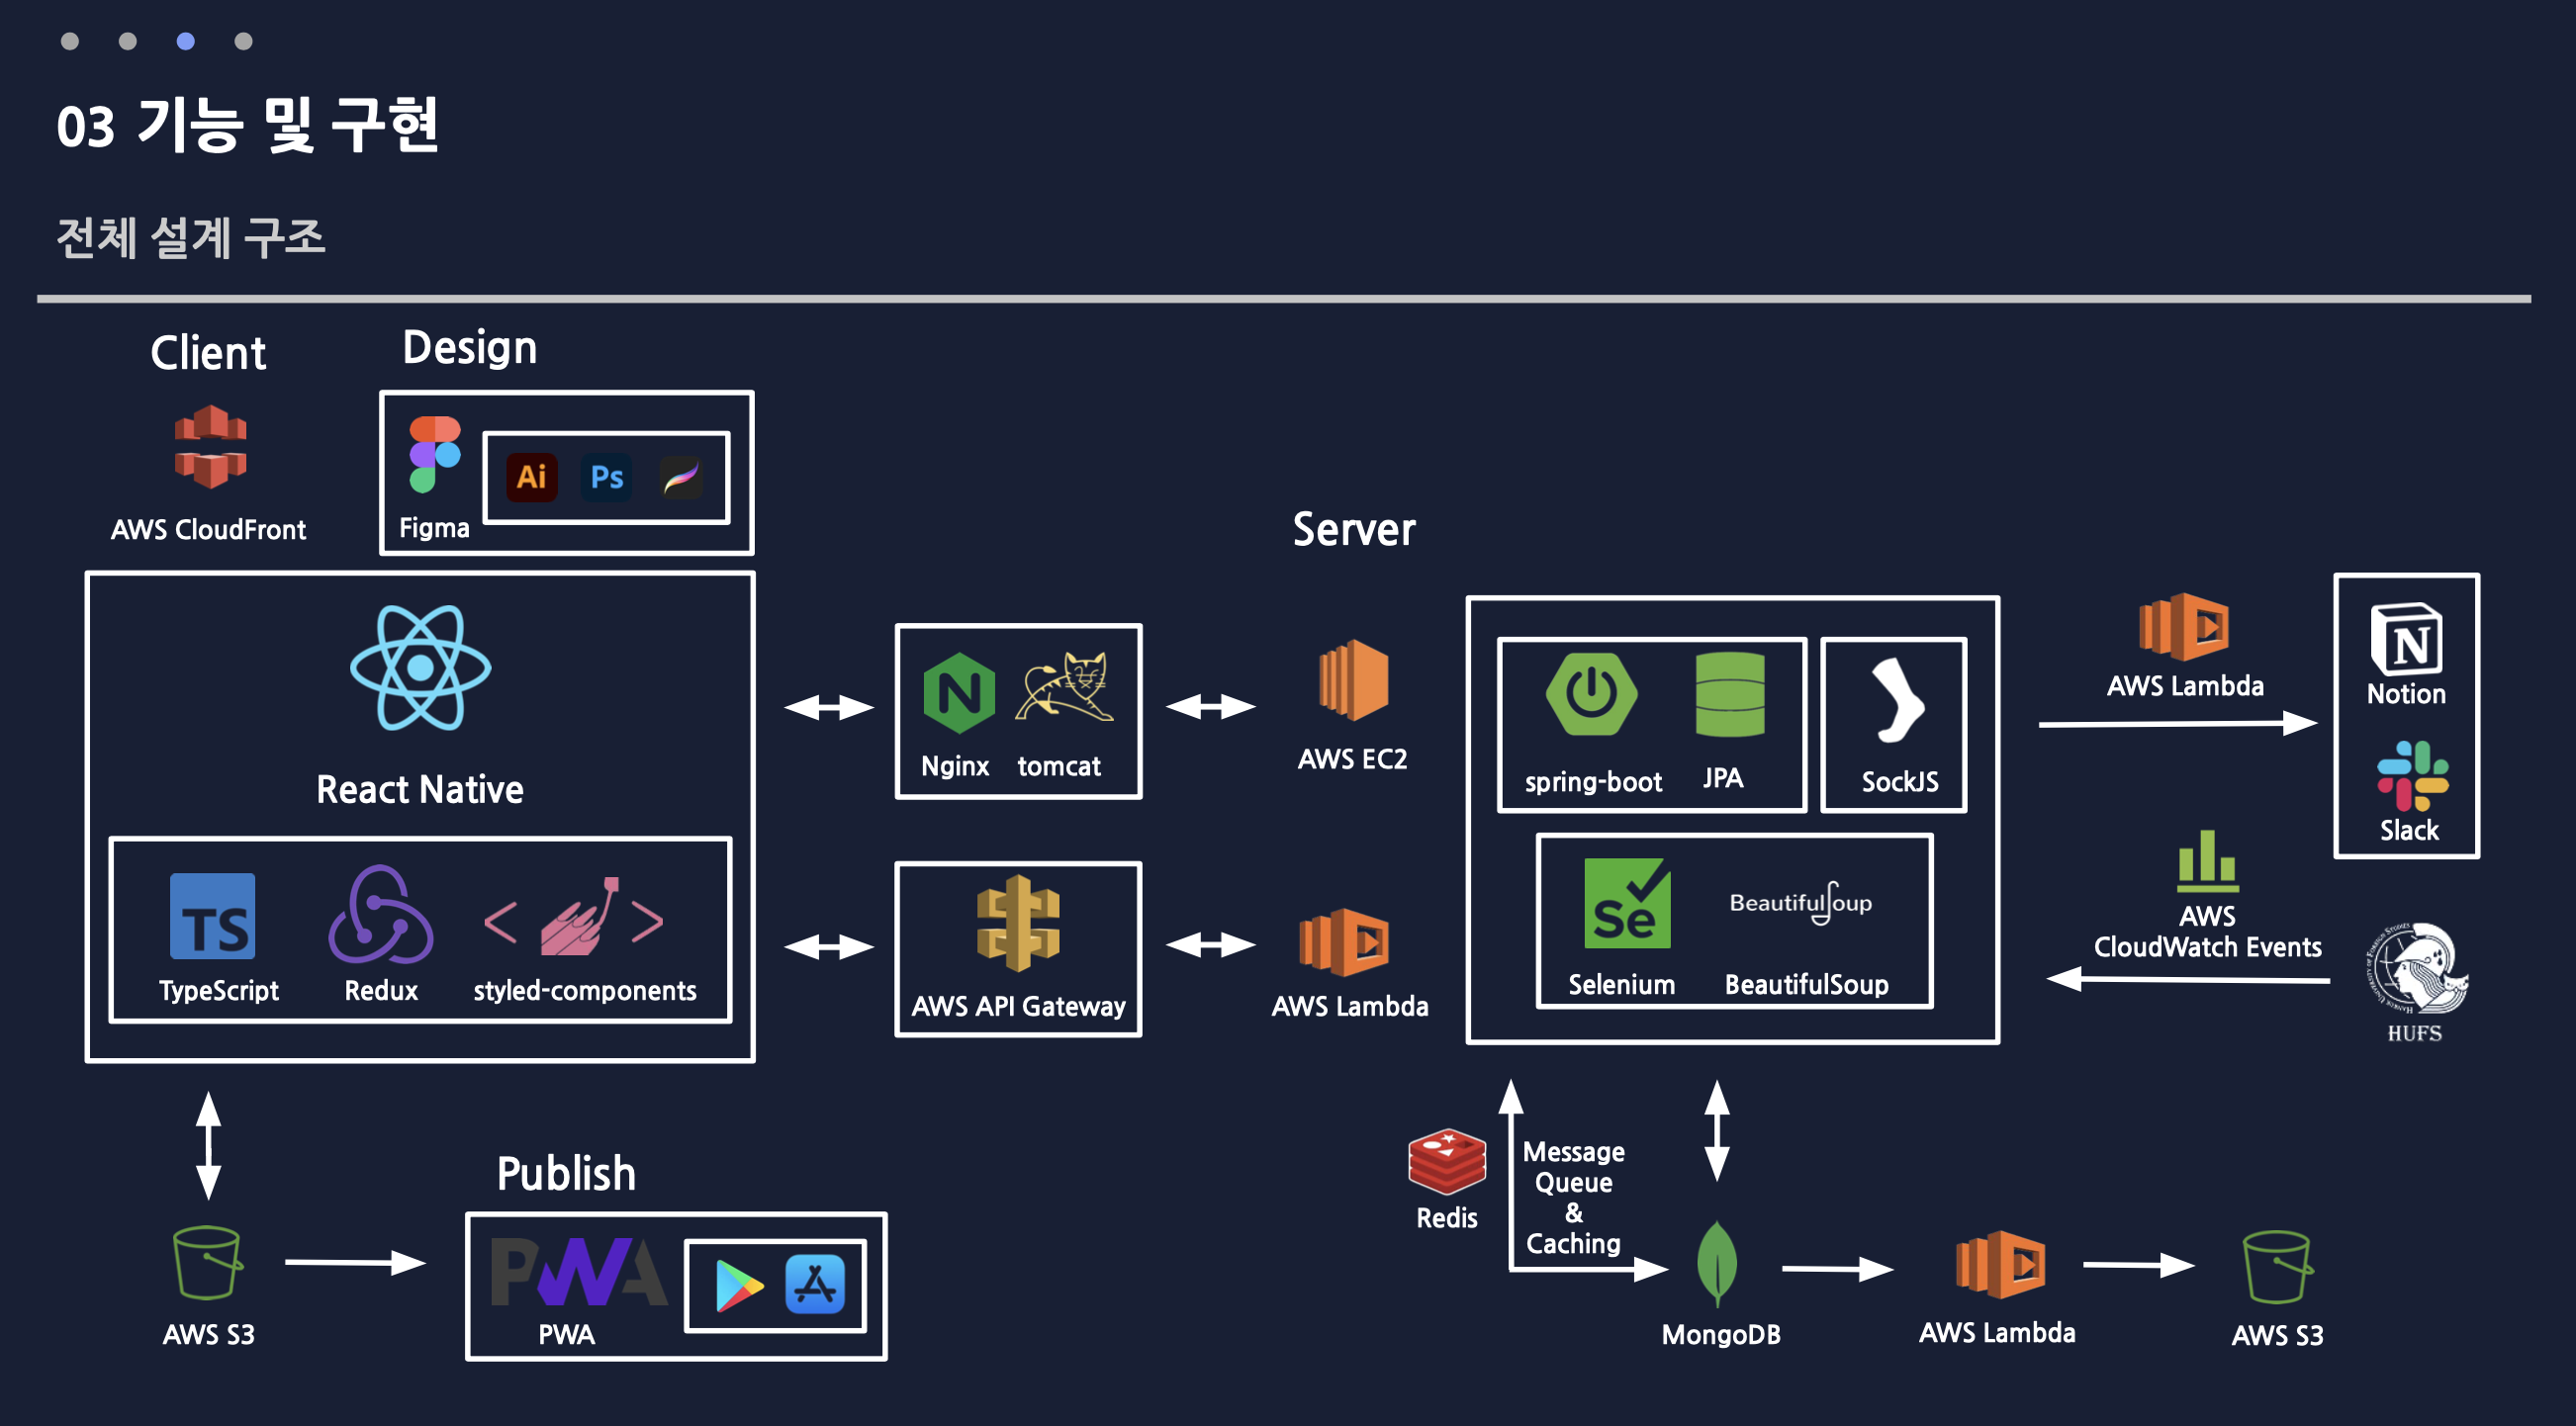 03 기능 및 구현
전체 설계 구조
Client
Design
AWS CloudFront
Figma
Ai
Ps
React Native
TS
TypeScript
Redux
styled-components
AWS S3
Publish
PWA
PWA
Nginx
tomcat
AWS API Gateway
Server
AWS EC2
AWS Lambda
spring-boot
JPA
SockJS
Se
Selenium
BeautifulSoup
BeautifulSoup
AWS Lambda
N
Notion
Slack
AWS
CloudWatch Events
HUFS
Redis
Message
Queue
&
Caching
MongoDB
AWS Lambda
AWS S3